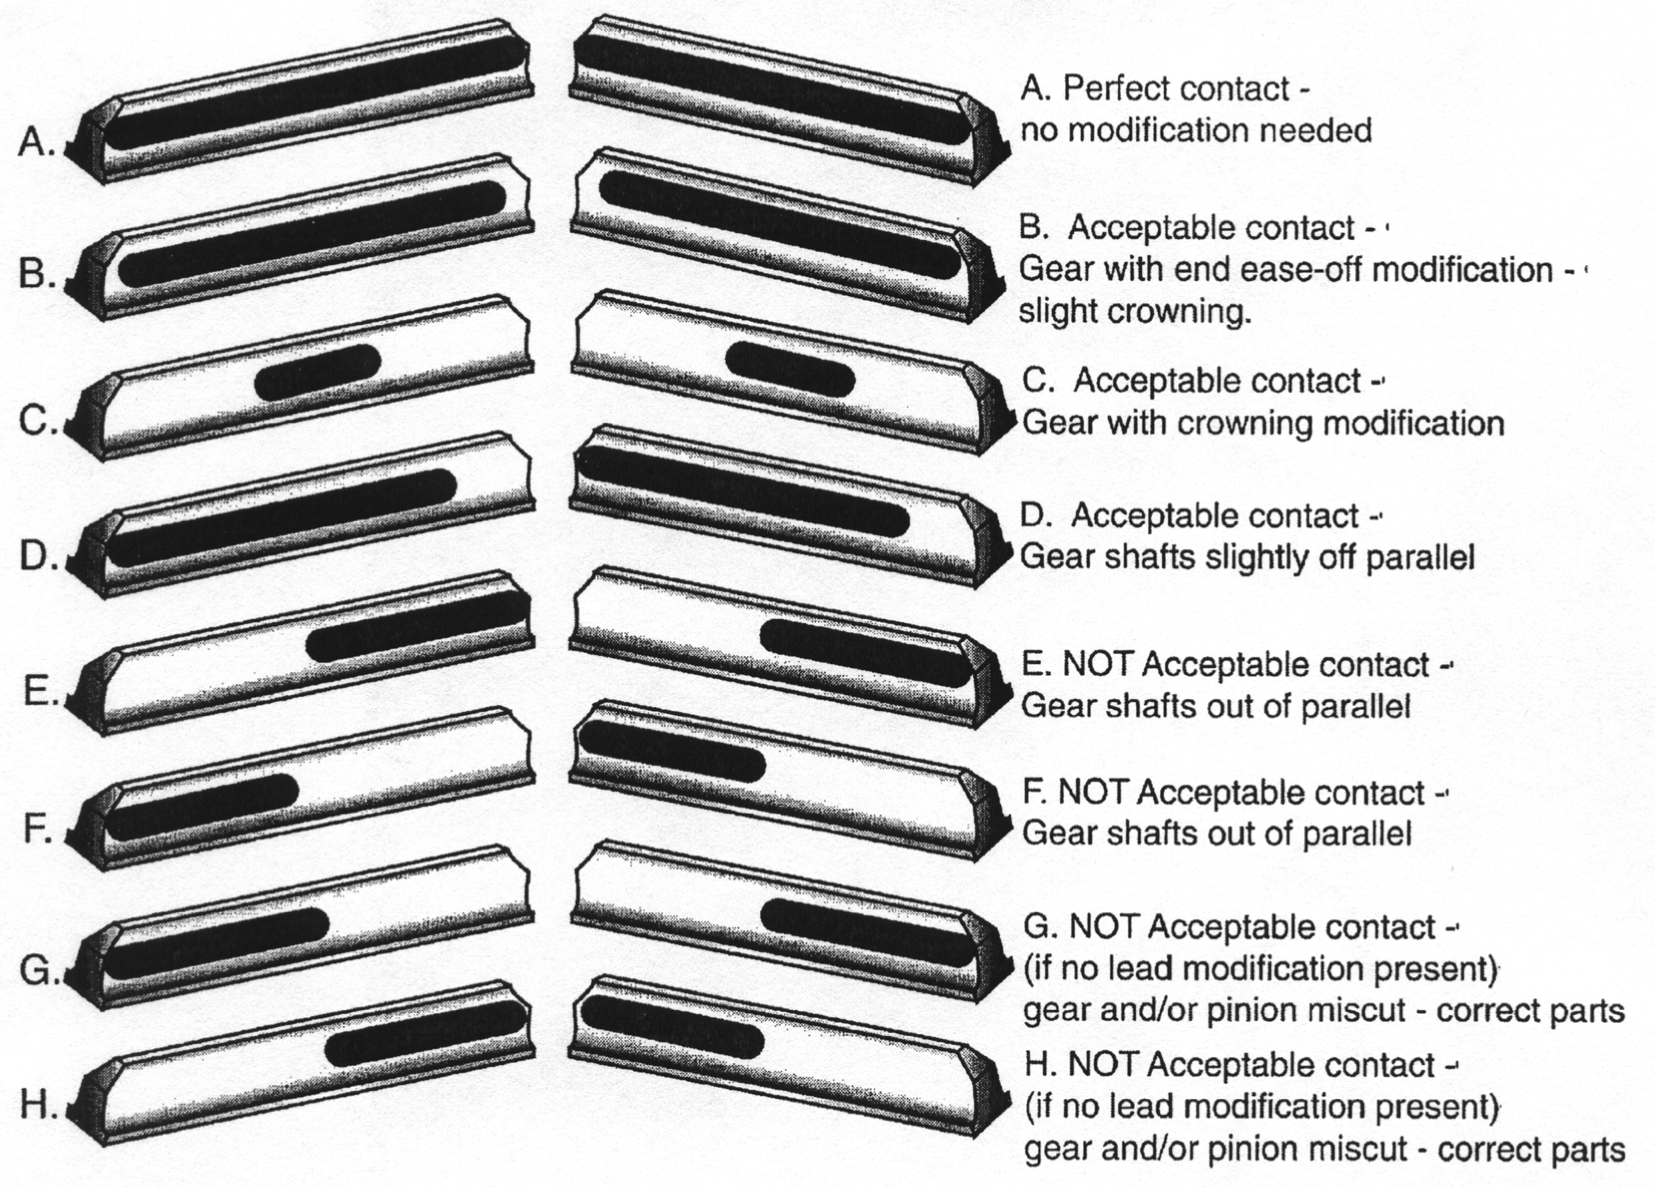 A.
A. Perfect contact -
no modification needed
B.
B. Acceptable contact -
Gear with end ease-off modification -
slight crowning.
C.
C. Acceptable contact -
Gear with crowning modification
D.
D. Acceptable contact -
Gear shafts slightly off parallel
E.
E. NOT Acceptable contact -
Gear shafts out of parallel
F.
F. NOT Acceptable contact -
Gear shafts out of parallel
G.
G. NOT Acceptable contact -
(if no lead modification present)
gear and/or pinion miscut - correct parts
H.
H. NOT Acceptable contact -
(if no lead modification present)
gear and/or pinion miscut - correct parts